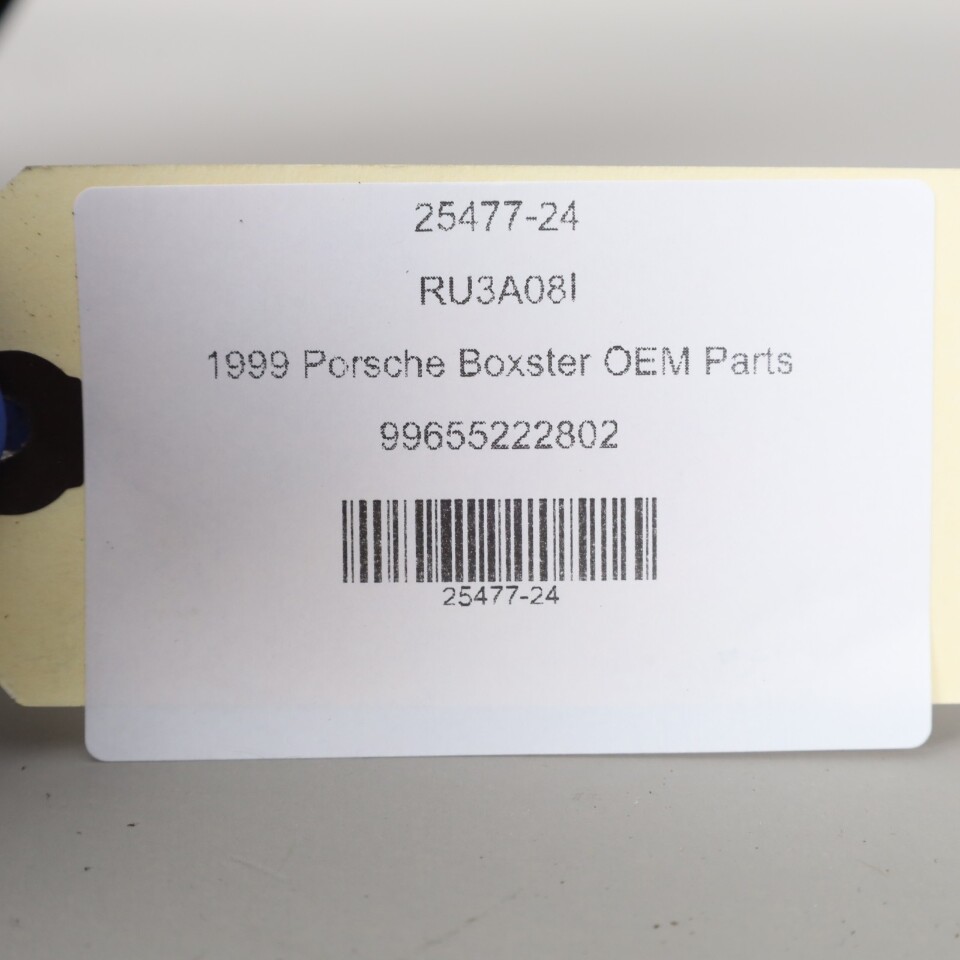 25477-24
RU3A08I
1999 Porsche Boxster OEM Parts
99655222802
25477-24